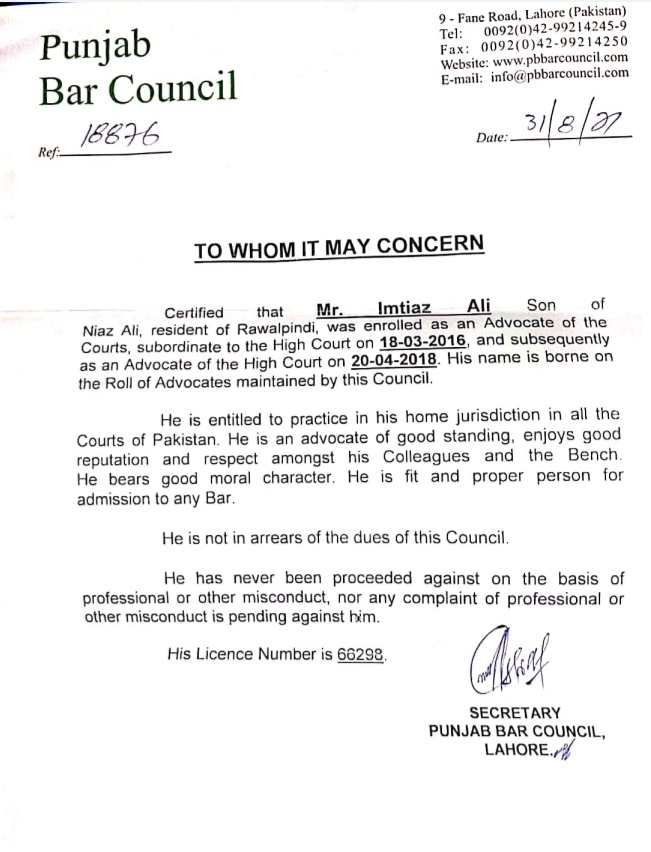 Punjab
Bar Council
9 - Fane Road, Lahore (Pakistan)
Tel: 0092(0)42-99214245-9
Fax: 0092(0)42-99214250
Website: www.pbbarcouncil.com
E-mail: info@pbbarcouncil.com
Ref: 18876
Date: 31/8/
TO WHOM IT MAY CONCERN
Certified that Mr. Imtiaz Ali Son of
Niaz Ali, resident of Rawalpindi, was enrolled as an Advocate of the
Courts, subordinate to the High Court on 18-03-2016, and subsequently
as an Advocate of the High Court on 20-04-2018. His name is borne on
the Roll of Advocates maintained by this Council.
He is entitled to practice in his home jurisdiction in all the
Courts of Pakistan. He is an advocate of good standing, enjoys good
reputation and respect amongst his Colleagues and the Bench.
He bears good moral character. He is fit and proper person for
admission to any Bar.
He is not in arrears of the dues of this Council.
He has never been proceeded against on the basis of
professional or other misconduct, nor any complaint of professional or
other misconduct is pending against him.
His Licence Number is 66298.
SECRETARY
PUNJAB BAR COUNCIL,
LAHORE.